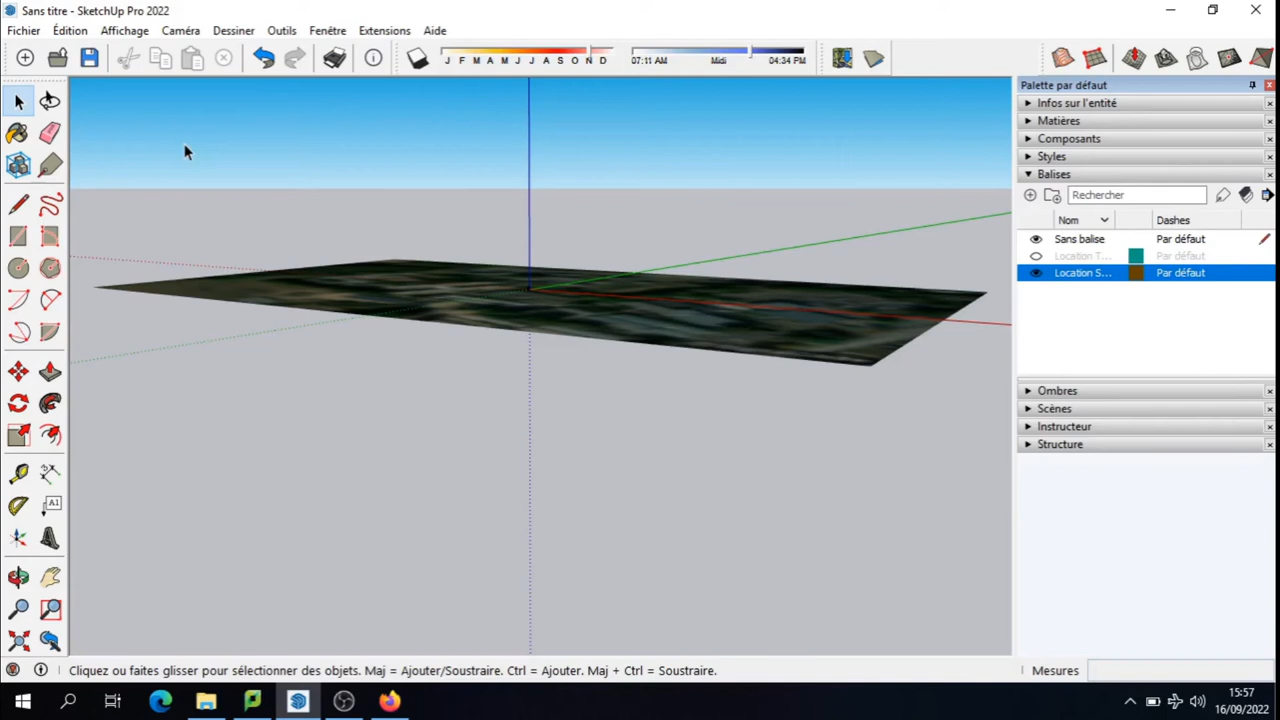 Sans titre - SketchUp Pro 2022
Fichier Édition Affichage Caméra Dessiner Outils Fenêtre Extensions Aide
J F M A M J J A S O N D 07:11 AM Midi 04:34 PM
Palette par défaut
Infos sur l'entité
Matières
Composants
Styles
Balises
Rechercher
Nom Dashes
Sans balise Par défaut
Location T... Par défaut
Location S... Par défaut
Ombres
Scènes
Instructeur
Structure
A1
Cliquez ou faites glisser pour sélectionner des objets. Maj = Ajouter/Soustraire. Ctrl = Ajouter. Maj + Ctrl = Soustraire. Mesures
15:57
16/09/2022